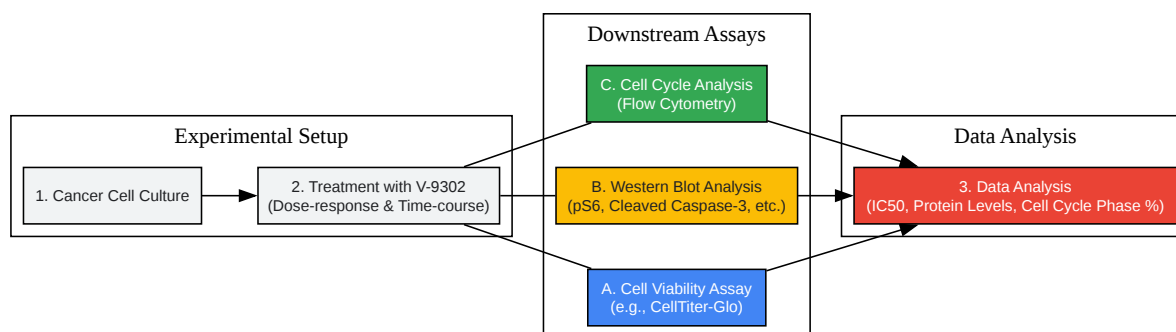 Experimental Setup
1. Cancer Cell Culture
2. Treatment with V-9302
(Dose-response & Time-course)
Downstream Assays
C. Cell Cycle Analysis
(Flow Cytometry)
B. Western Blot Analysis
(pS6, Cleaved Caspase-3, etc.)
A. Cell Viability Assay
(e.g., CellTiter-Glo)
Data Analysis
3. Data Analysis
(IC50, Protein Levels, Cell Cycle Phase %)